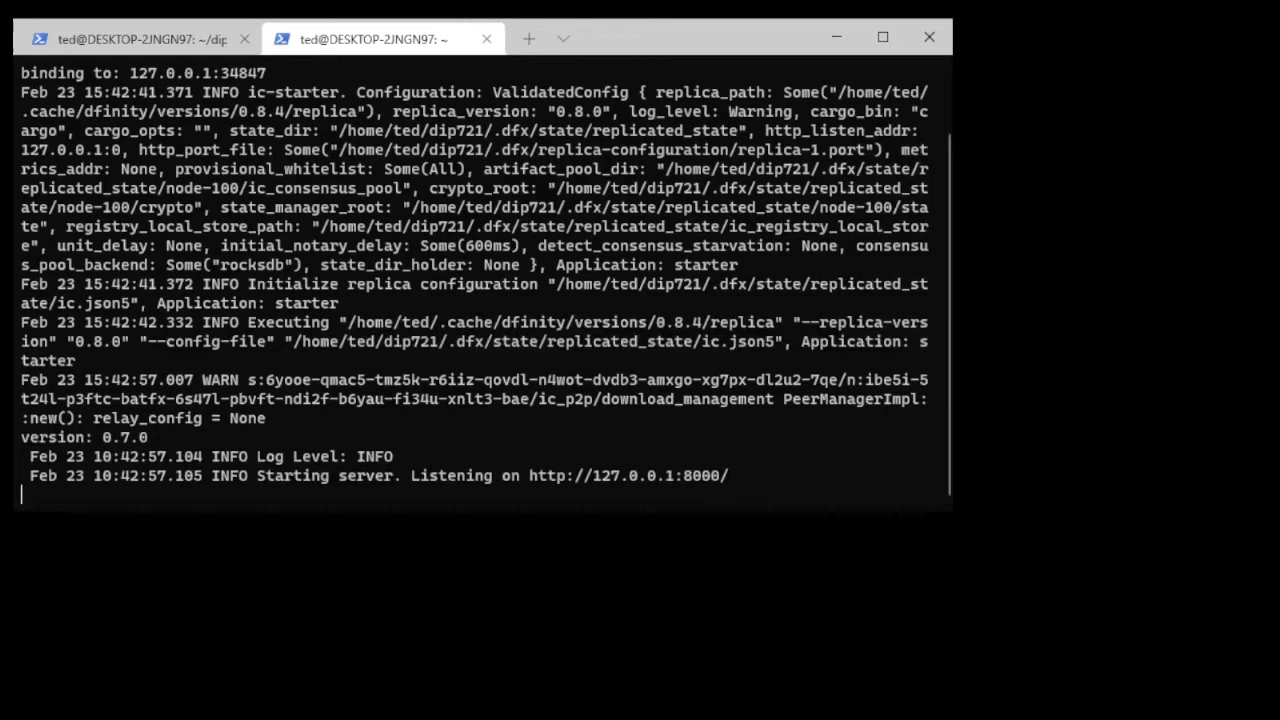 ted@DESKTOP-2JNGN97: ~/dip
ted@DESKTOP-2JNGN97: ~
binding to: 127.0.0.1:34847
Feb 23 15:42:41.371 INFO ic-starter. Configuration: ValidatedConfig { replica_path: Some("/home/ted/
.cache/dfinity/versions/0.8.4/replica"), replica_version: "0.8.0", log_level: Warning, cargo_bin: "c
argo", cargo_opts: "", state_dir: "/home/ted/dip721/.dfx/state/replicated_state", http_listen_addr:
127.0.0.1:0, http_port_file: Some("/home/ted/dip721/.dfx/replica-configuration/replica-1.port"), met
rics_addr: None, provisional_whitelist: Some(All), artifact_pool_dir: "/home/ted/dip721/.dfx/state/r
eplicated_state/node-100/ic_consensus_pool", crypto_root: "/home/ted/dip721/.dfx/state/replicated_st
ate/node-100/crypto", state_manager_root: "/home/ted/dip721/.dfx/state/replicated_state/node-100/sta
te", registry_local_store_path: "/home/ted/dip721/.dfx/state/replicated_state/ic_registry_local_stor
e", unit_delay: None, initial_notary_delay: Some(600ms), detect_consensus_starvation: None, consensu
s_pool_backend: Some("rocksdb"), state_dir_holder: None }, Application: starter
Feb 23 15:42:41.372 INFO Initialize replica configuration "/home/ted/dip721/.dfx/state/replicated_st
ate/ic.json5", Application: starter
Feb 23 15:42:42.332 INFO Executing "/home/ted/.cache/dfinity/versions/0.8.4/replica" "--replica-vers
ion" "0.8.0" "--config-file" "/home/ted/dip721/.dfx/state/replicated_state/ic.json5", Application: s
tarter
Feb 23 15:42:57.007 WARN s:6yooe-qmac5-tmz5k-r6iiz-qovdl-n4wot-dvdb3-amxgo-xg7px-dl2u2-7qe/n:ibe5i-5
t24l-p3ftc-batfx-6s47l-pbvft-ndi2f-b6yau-fi34u-xnlt3-bae/ic_p2p/download_management PeerManagerImpl:
:new(): relay_config = None
version: 0.7.0
Feb 23 10:42:57.104 INFO Log Level: INFO
Feb 23 10:42:57.105 INFO Starting server. Listening on http://127.0.0.1:8000/